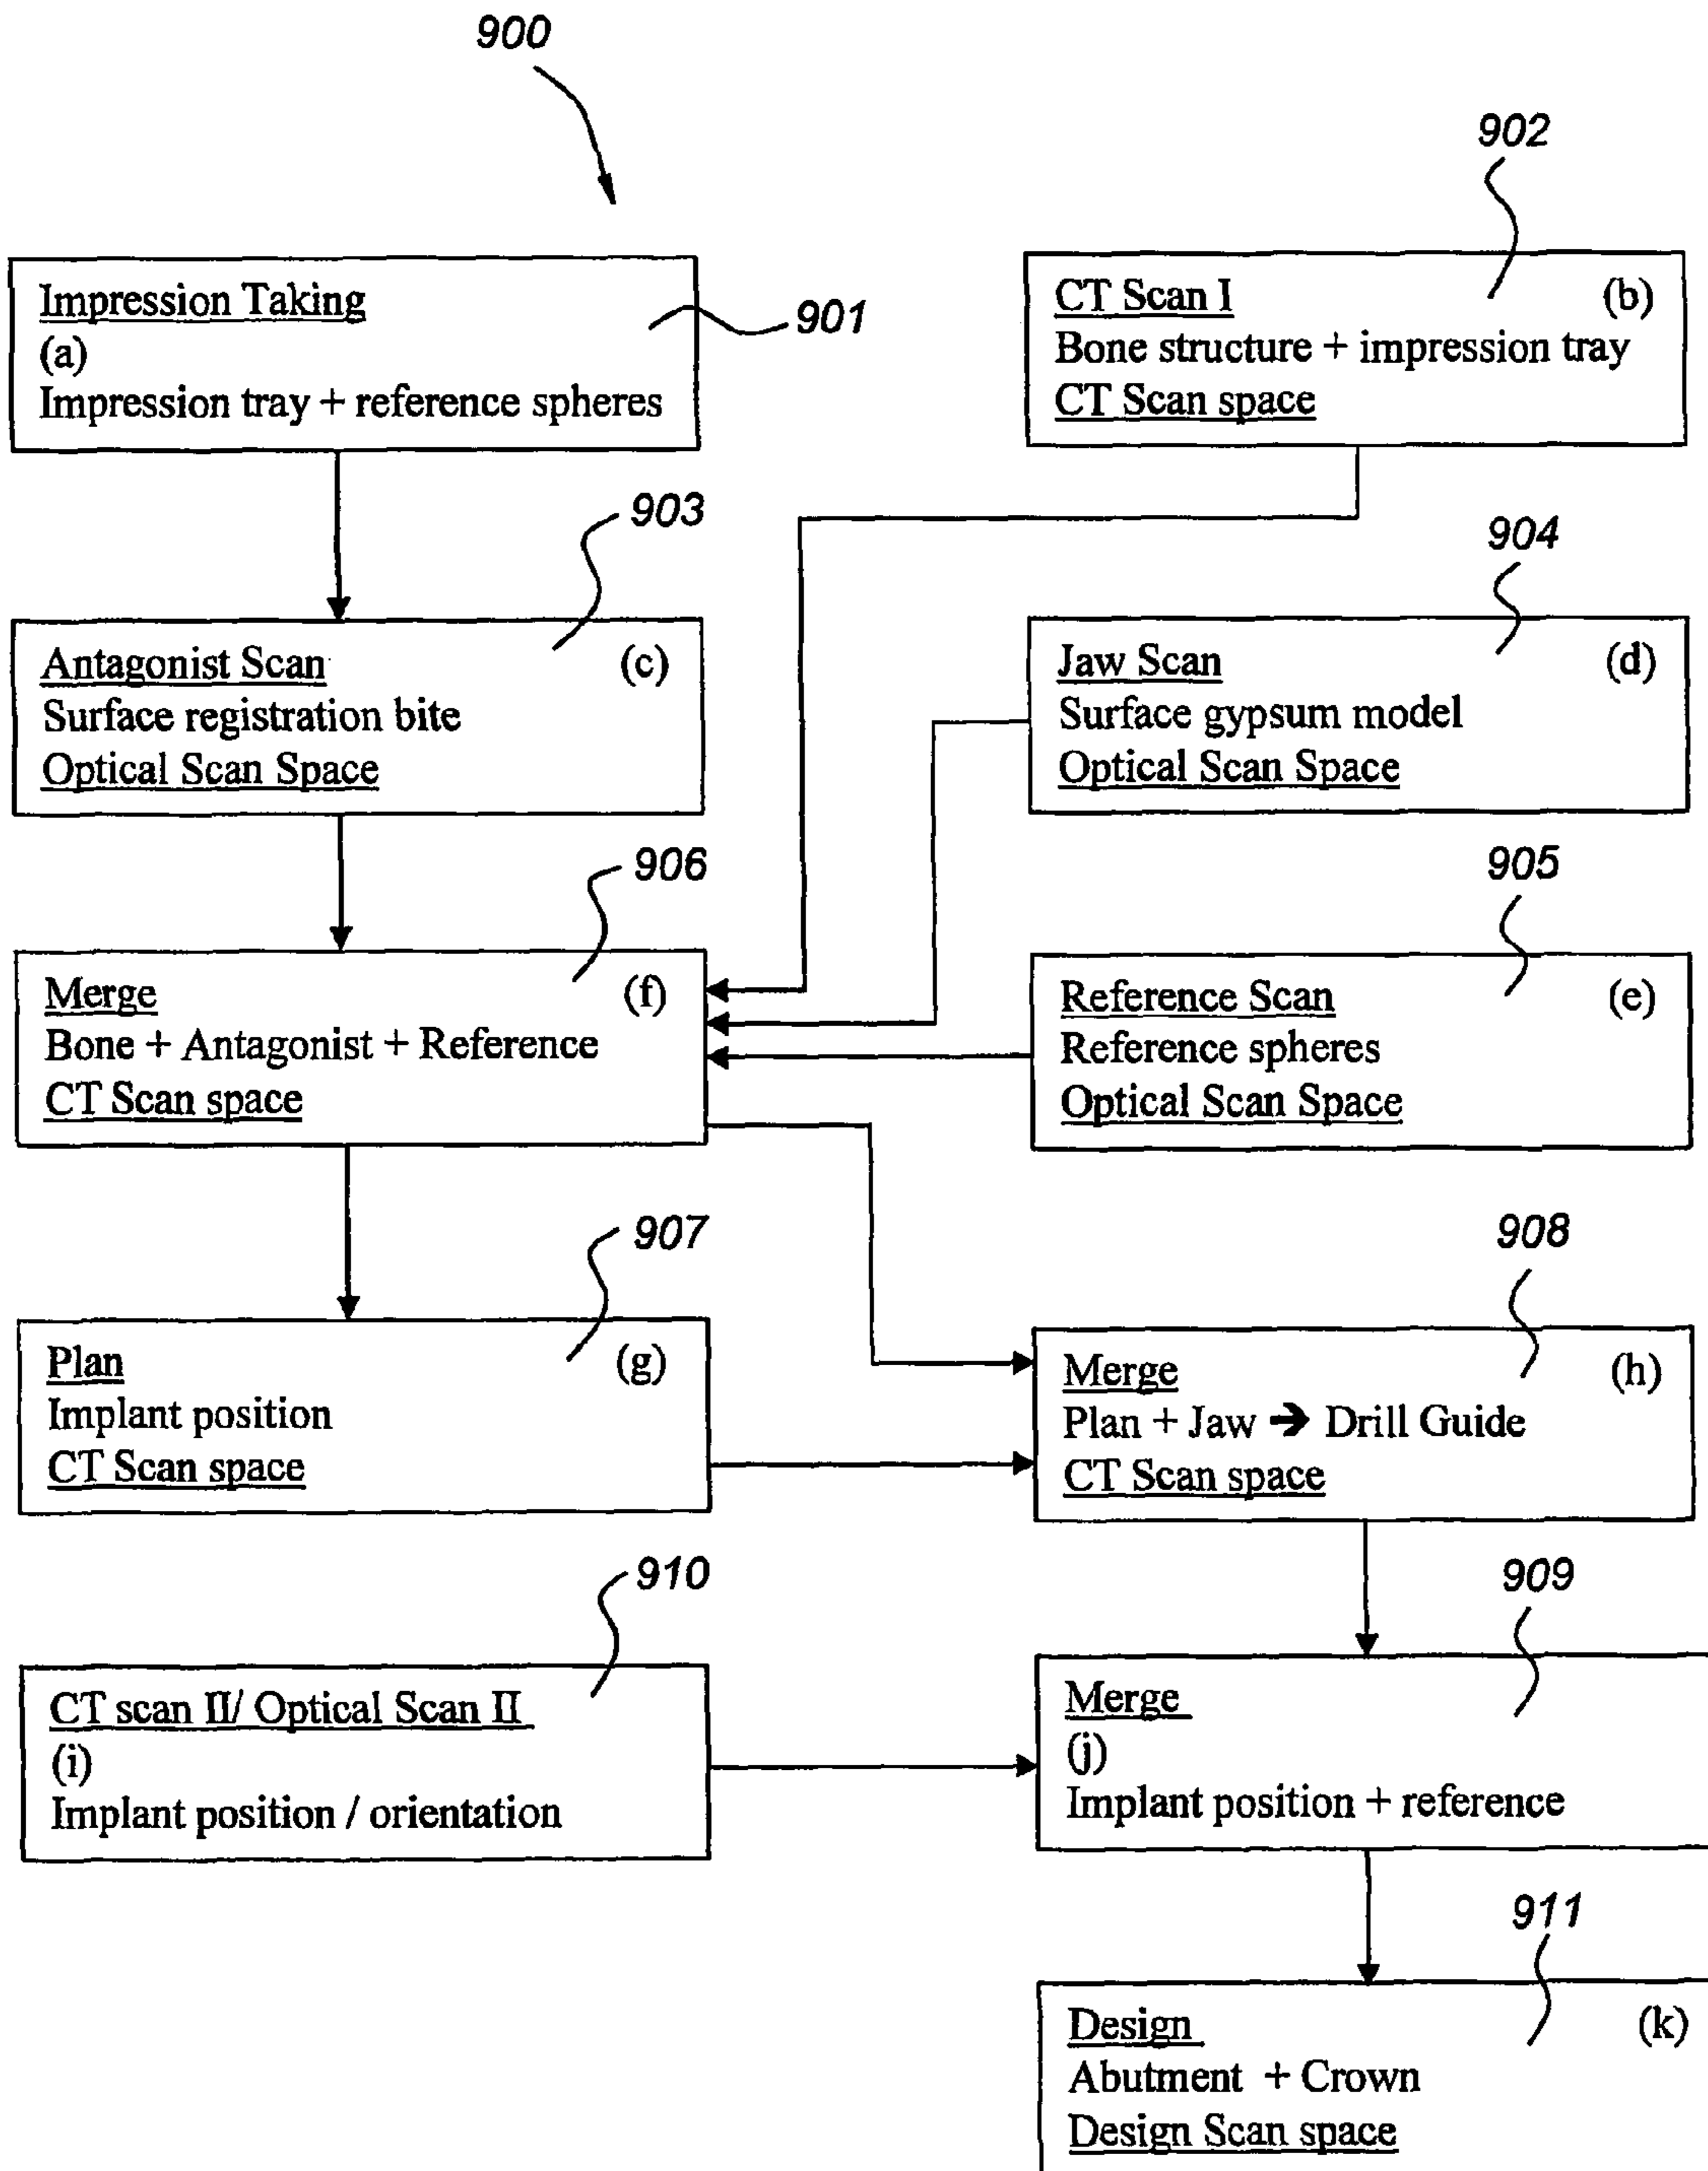 900
902
Impression Taking
(a)
Impression tray + reference spheres
901
CT Scan I (b)
Bone structure + impression tray
CT Scan space
903
904
Antagonist Scan (c)
Surface registration bite
Optical Scan Space
Jaw Scan (d)
Surface gypsum model
Optical Scan Space
906
905
Merge (f)
Bone + Antagonist + Reference
CT Scan space
Reference Scan (e)
Reference spheres
Optical Scan Space
907
908
Plan (g)
Implant position
CT Scan space
Merge (h)
Plan + Jaw → Drill Guide
CT Scan space
910
909
CT scan II/ Optical Scan II
(i)
Implant position / orientation
Merge
(j)
Implant position + reference
911
Design (k)
Abutment + Crown
Design Scan space